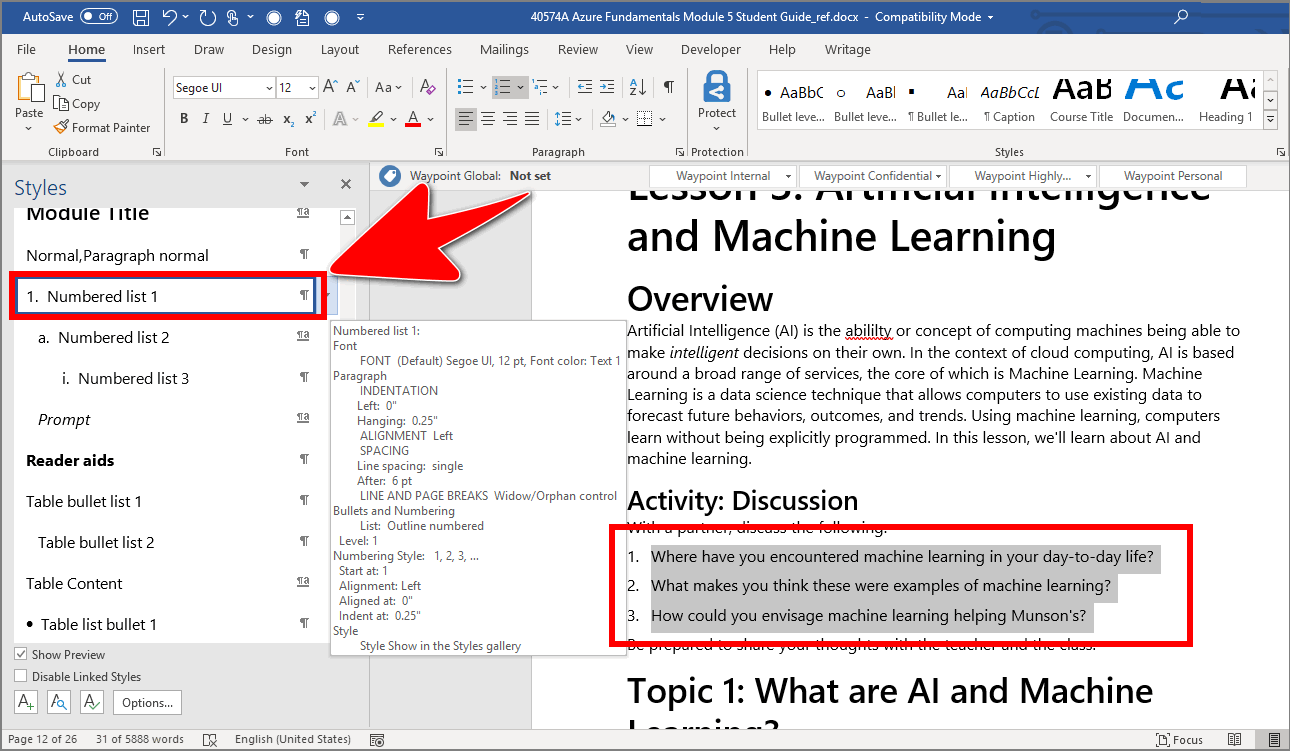 AutoSave Off 40574A Azure Fundamentals Module 5 Student Guide_ref.docx - Compatibility Mode
File Home Insert Draw Design Layout References Mailings Review View Developer Help Writage
Paste
Cut
Copy
Format Painter
Clipboard
Segoe UI 12 Aa
B I U ab x2 x2 A A
Font
Paragraph
Protect
Protection
AaBbC AaBl AaI AaBbCcL AaB Aa
Bullet leve... Bullet leve... ¶ Bullet le... ¶ Caption Course Title Documen... Heading 1
Styles
Waypoint Global: Not set Waypoint Internal Waypoint Confidential Waypoint Highly... Waypoint Personal
Styles
Module Title ¶a
Normal,Paragraph normal ¶
1. Numbered list 1 ¶
a. Numbered list 2 ¶a
i. Numbered list 3 ¶
Prompt ¶a
Reader aids ¶
Table bullet list 1 ¶
Table bullet list 2 ¶
Table Content ¶a
• Table list bullet 1 ¶
Show Preview
Disable Linked Styles
Options...
Numbered list 1:
Font
FONT (Default) Segoe UI, 12 pt, Font color: Text 1
Paragraph
INDENTATION
Left: 0"
Hanging: 0.25"
ALIGNMENT Left
SPACING
Line spacing: single
After: 6 pt
LINE AND PAGE BREAKS Widow/Orphan control
Bullets and Numbering
List: Outline numbered
Level: 1
Numbering Style: 1, 2, 3, ...
Start at: 1
Alignment: Left
Aligned at: 0"
Indent at: 0.25"
Style
Style Show in the Styles gallery
Lesson 5: Artificial Intelligence
and Machine Learning
Overview
Artificial Intelligence (AI) is the abililty or concept of computing machines being able to
make intelligent decisions on their own. In the context of cloud computing, AI is based
around a broad range of services, the core of which is Machine Learning. Machine
Learning is a data science technique that allows computers to use existing data to
forecast future behaviors, outcomes, and trends. Using machine learning, computers
learn without being explicitly programmed. In this lesson, we'll learn about AI and
machine learning.
Activity: Discussion
With a partner, discuss the following:
1. Where have you encountered machine learning in your day-to-day life?
2. What makes you think these were examples of machine learning?
3. How could you envisage machine learning helping Munson's?
Be prepared to share your thoughts with the teacher and the class.
Topic 1: What are AI and Machine
Learning?
Page 12 of 26 31 of 5888 words English (United States) Focus